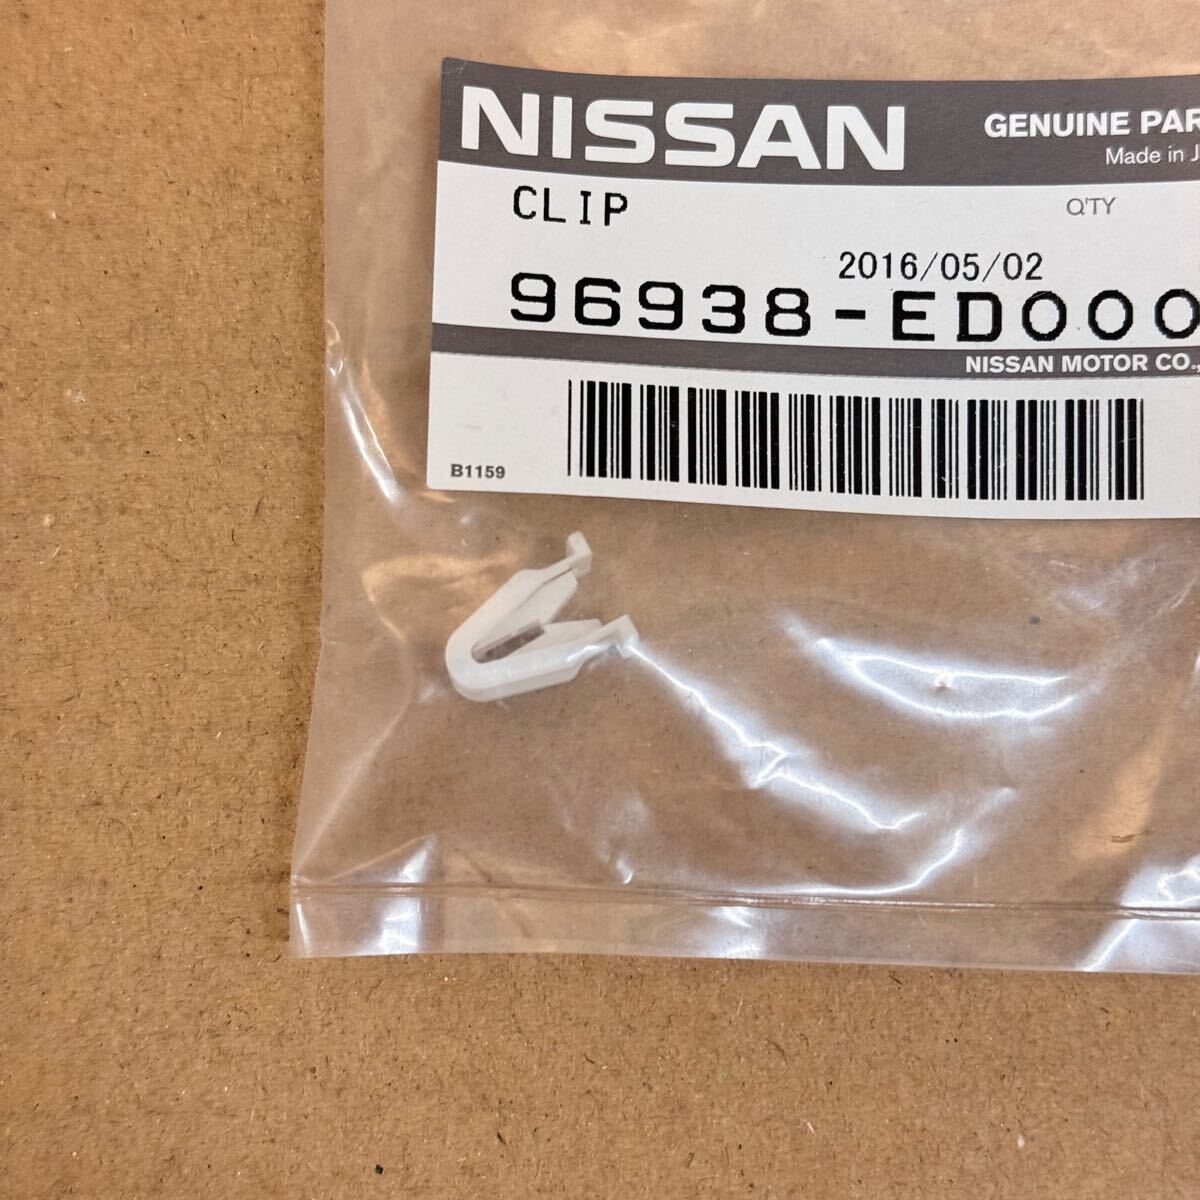 NISSAN
GENUINE PAR
Made in J
CLIP
Q'TY
2016/05/02
96938-ED000
NISSAN MOTOR CO.,
B1159